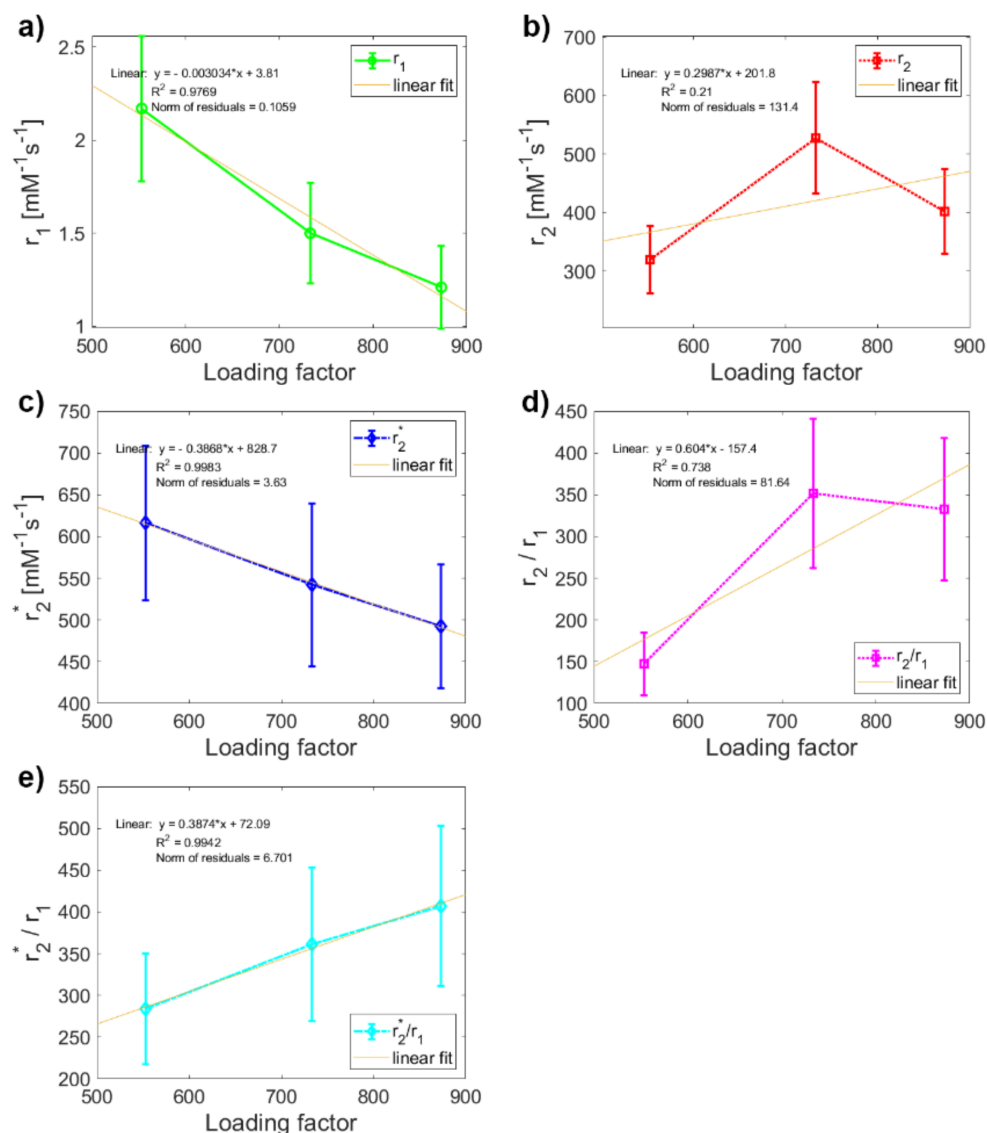 a)
2.5
2
1.5
1
r1 [mM-1s-1]
Linear: y = - 0.003034*x + 3.81
R2 = 0.9769
Norm of residuals = 0.1059
r1
linear fit
500 600 700 800 900
Loading factor
b)
700
600
500
400
300
r2 [mM-1s-1]
Linear: y = 0.2987*x + 201.8
R2 = 0.21
Norm of residuals = 131.4
r2
linear fit
600 700 800 900
Loading factor
c)
750
700
650
600
550
500
450
400
r2* [mM-1s-1]
Linear: y = - 0.3868*x + 828.7
R2 = 0.9983
Norm of residuals = 3.63
r2*
linear fit
500 600 700 800 900
Loading factor
d)
450
400
350
300
250
200
150
100
r2 / r1
Linear: y = 0.604*x - 157.4
R2 = 0.738
Norm of residuals = 81.64
r2/r1
linear fit
500 600 700 800 900
Loading factor
e)
550
500
450
400
350
300
250
200
r2* / r1
Linear: y = 0.3874*x + 72.09
R2 = 0.9942
Norm of residuals = 6.701
r2*/r1
linear fit
500 600 700 800 900
Loading factor